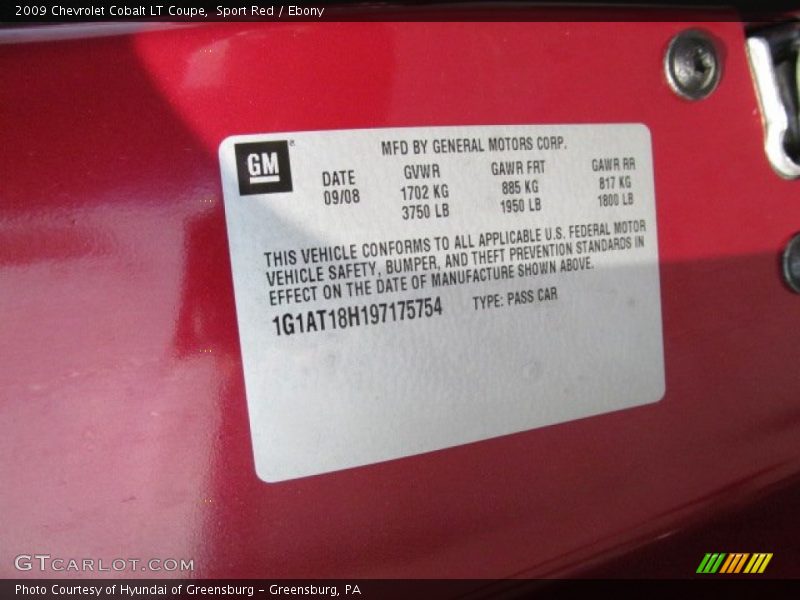 2009 Chevrolet Cobalt LT Coupe, Sport Red / Ebony
GM
MFD BY GENERAL MOTORS CORP.
DATE GVWR GAWR FRT GAWR RR
09/08 1702 KG 885 KG 817 KG
3750 LB 1950 LB 1800 LB
THIS VEHICLE CONFORMS TO ALL APPLICABLE U.S. FEDERAL MOTOR
VEHICLE SAFETY, BUMPER, AND THEFT PREVENTION STANDARDS IN
EFFECT ON THE DATE OF MANUFACTURE SHOWN ABOVE.
1G1AT18H197175754 TYPE: PASS CAR
GTCARLOT.COM
Photo Courtesy of Hyundai of Greensburg - Greensburg, PA